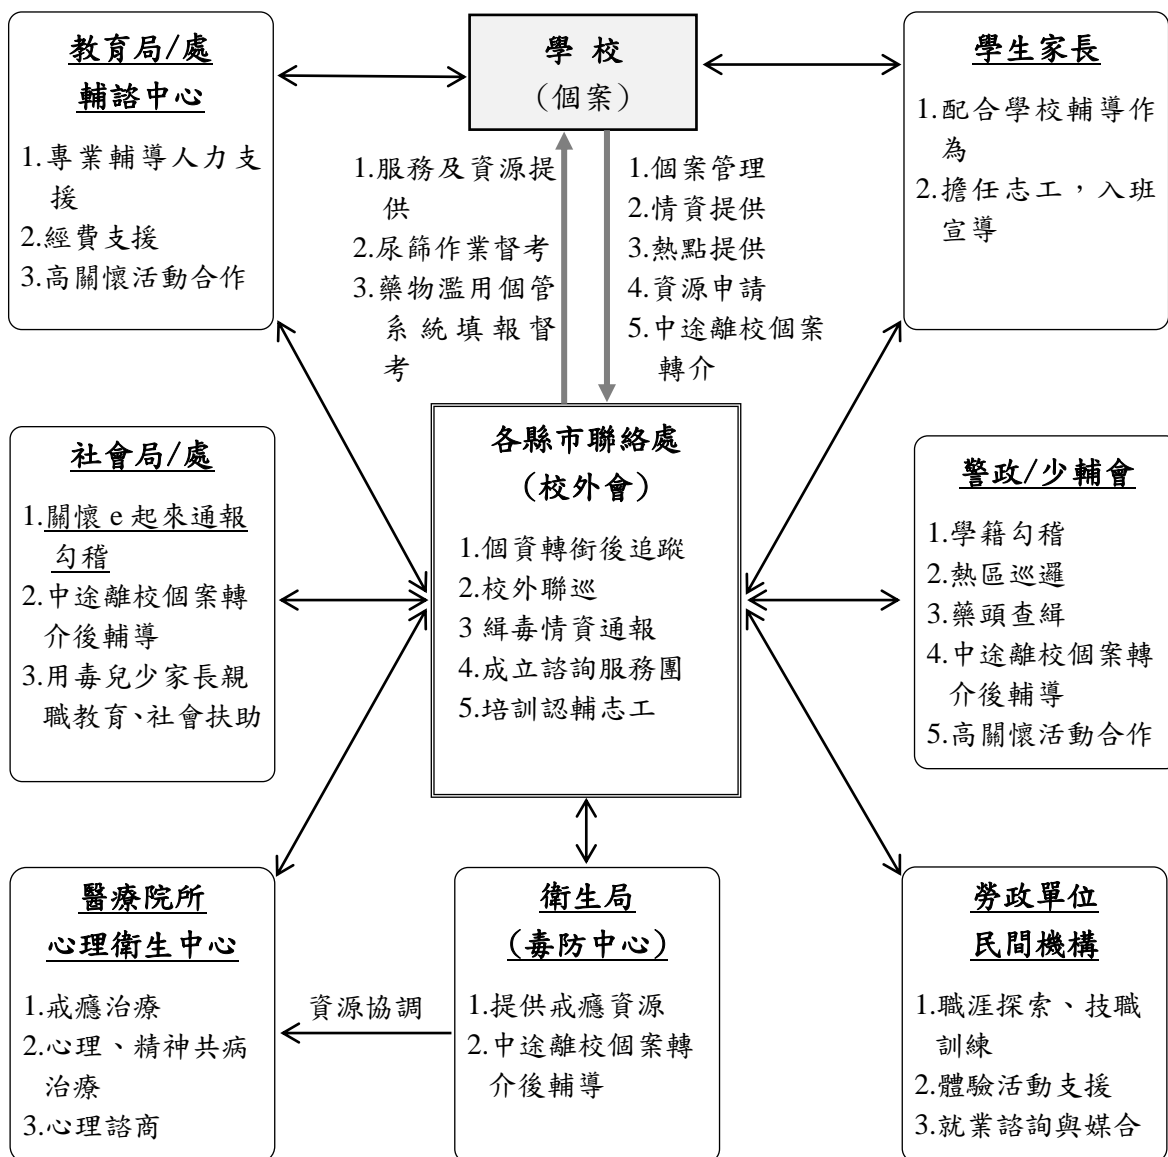 教育局/處
輔諮中心
1.專業輔導人力支
援
2.經費支援
3.高關懷活動合作
學校
（個案）
學生家長
1.配合學校輔導作
為
2.擔任志工，入班
宣導
1.服務及資源提
供
2.尿篩作業督考
3.藥物濫用個管
系統填報督
考
1.個案管理
2.情資提供
3.熱點提供
4.資源申請
5.中途離校個案
轉介
社會局/處
1.關懷e起來通報
勾稽
2.中途離校個案轉
介後輔導
3.用毒兒少家長親
職教育、社會扶助
各縣市聯絡處
（校外會）
1.個資轉銜後追蹤
2.校外聯巡
3緝毒情資通報
4.成立諮詢服務團
5.培訓認輔志工
警政/少輔會
1.學籍勾稽
2.熱區巡邏
3.藥頭查緝
4.中途離校個案轉
介後輔導
5.高關懷活動合作
醫療院所
心理衛生中心
1.戒癮治療
2.心理、精神共病
治療
3.心理諮商
資源協調
衛生局
（毒防中心）
1.提供戒癮資源
2.中途離校個案轉
介後輔導
勞政單位
民間機構
1.職涯探索、技職
訓練
2.體驗活動支援
3.就業諮詢與媒合